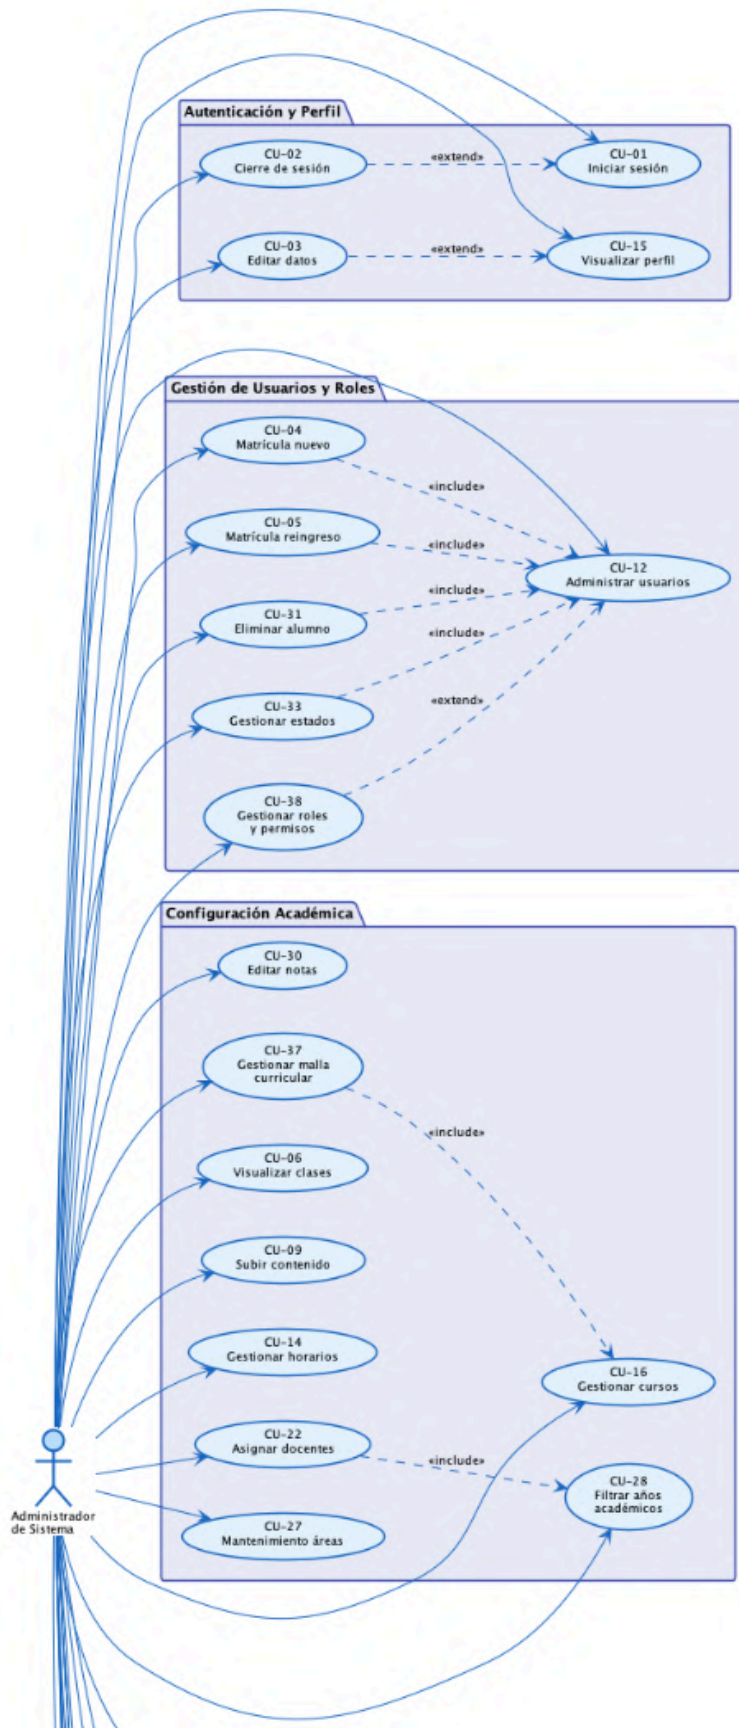 Autenticación y Perfil
CU-02
Cierre de sesión
«extend»
CU-01
Iniciar sesión
CU-03
Editar datos
«extend»
CU-15
Visualizar perfil
Gestión de Usuarios y Roles
CU-04
Matrícula nuevo
«include»
CU-05
Matrícula reingreso
«include»
CU-12
Administrar usuarios
«include»
CU-31
Eliminar alumno
«include»
CU-33
Gestionar estados
«extend»
CU-38
Gestionar roles
y permisos
Configuración Académica
CU-30
Editar notas
CU-37
Gestionar malla
curricular
«include»
CU-06
Visualizar clases
CU-09
Subir contenido
CU-14
Gestionar horarios
CU-16
Gestionar cursos
CU-22
Asignar docentes
«include»
CU-28
Filtrar años
académicos
Administrador
de Sistema
CU-27
Mantenimiento áreas